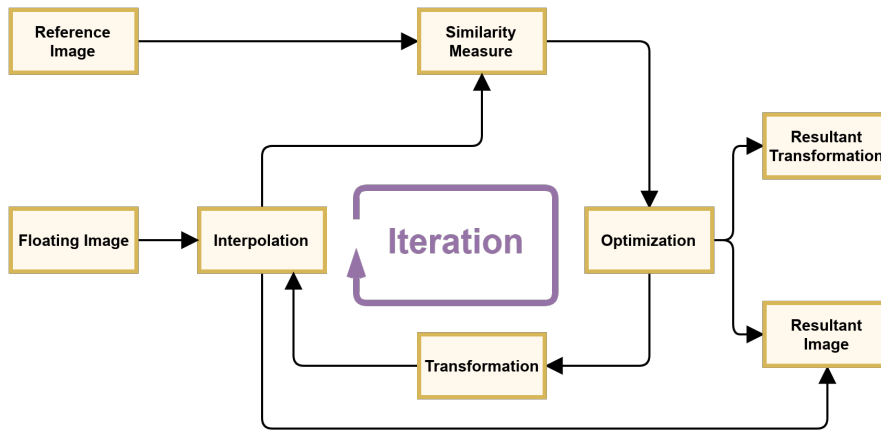 Reference
Image
Similarity
Measure
Resultant
Transformation
Floating Image
Interpolation
Iteration
Optimization
Transformation
Resultant
Image